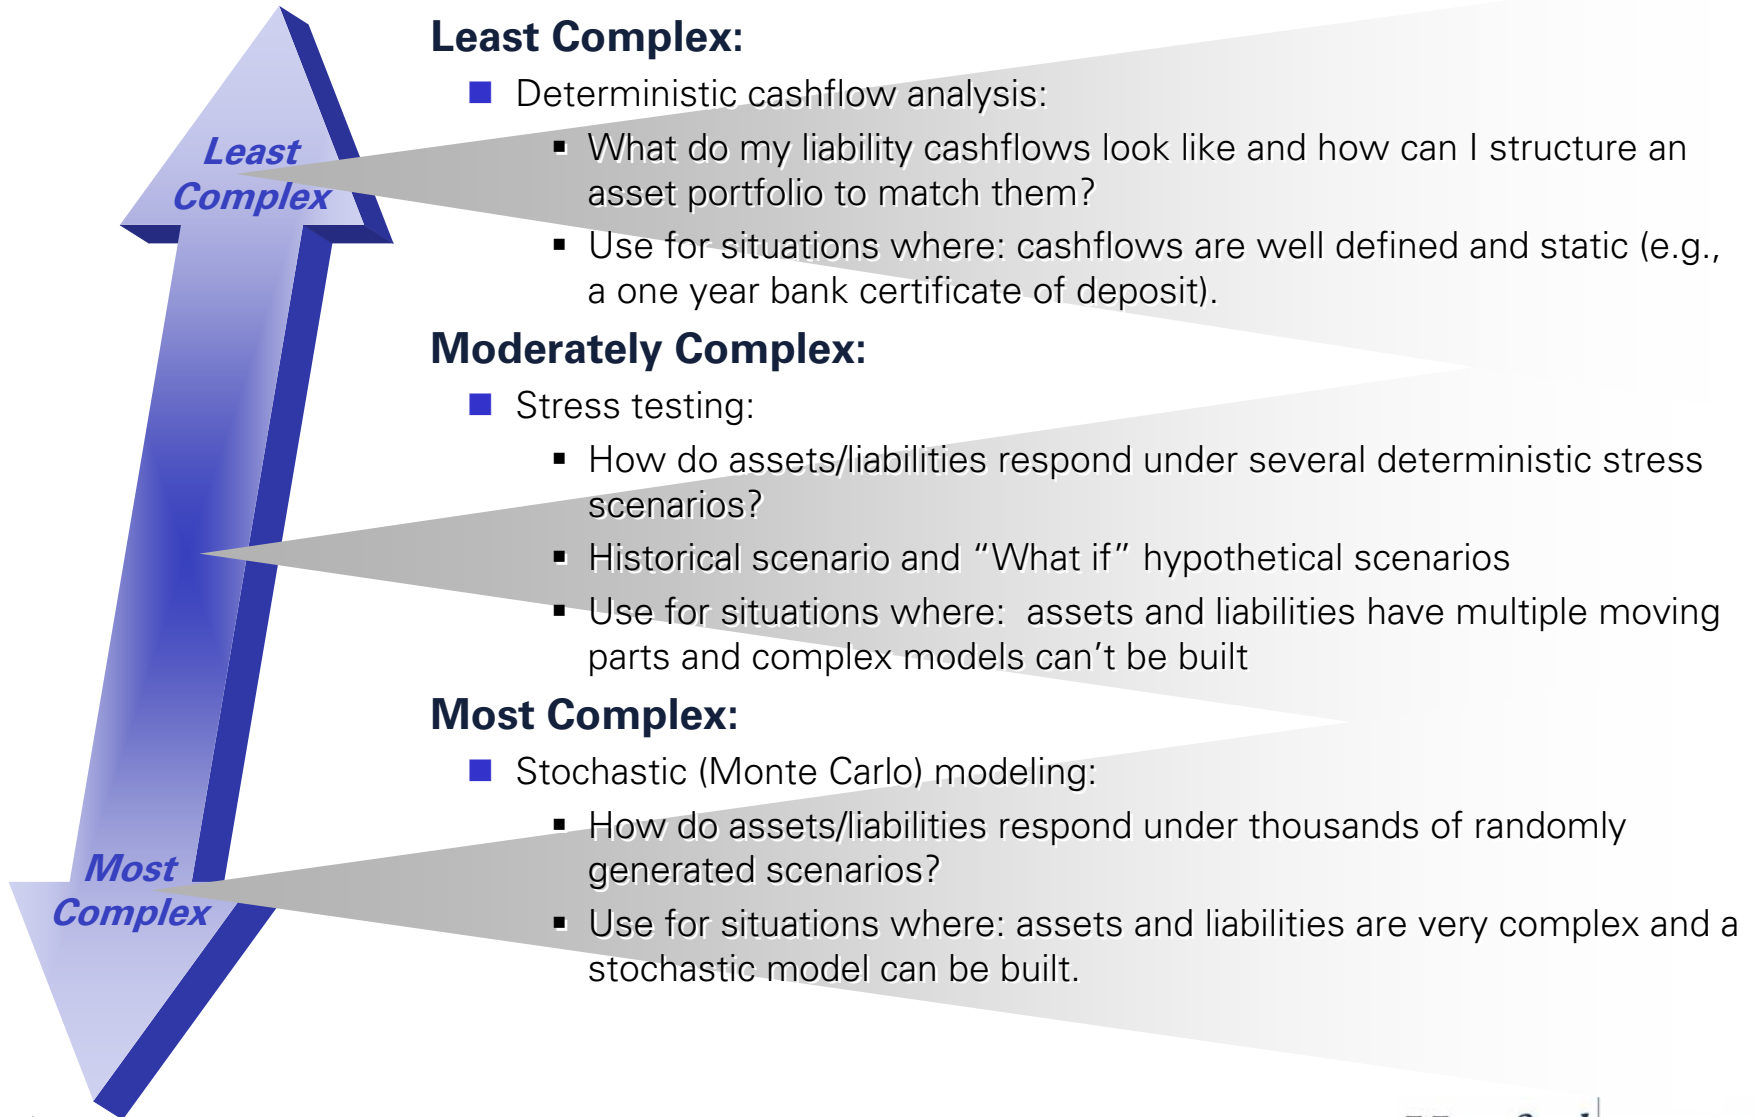 Least Complex:
■ Deterministic cashflow analysis:
▪ What do my liability cashflows look like and how can I structure an
asset portfolio to match them?
▪ Use for situations where: cashflows are well defined and static (e.g.,
a one year bank certificate of deposit).
Moderately Complex:
■ Stress testing:
▪ How do assets/liabilities respond under several deterministic stress
scenarios?
▪ Historical scenario and “What if” hypothetical scenarios
▪ Use for situations where:  assets and liabilities have multiple moving
parts and complex models can’t be built
Most Complex:
■ Stochastic (Monte Carlo) modeling:
▪ How do assets/liabilities respond under thousands of randomly
generated scenarios?
▪ Use for situations where: assets and liabilities are very complex and a
stochastic model can be built.
Least
Complex
Most
Complex